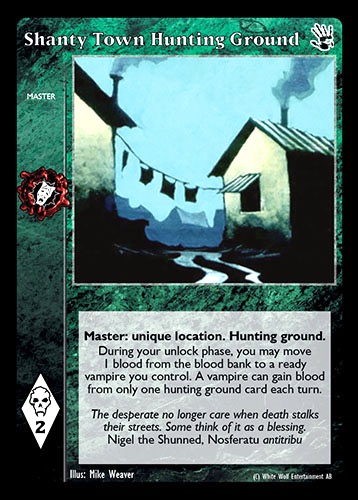 Shanty Town Hunting Ground
MASTER
Master: unique location. Hunting ground.
During your unlock phase, you may move
1 blood from the blood bank to a ready
vampire you control. A vampire can gain blood
from only one hunting ground card each turn.
The desperate no longer care when death stalks
their streets. Some think of it as a blessing.
Nigel the Shunned, Nosferatu antitribu
2
Illus: Mike Weaver
(C) White Wolf Entertainment AB